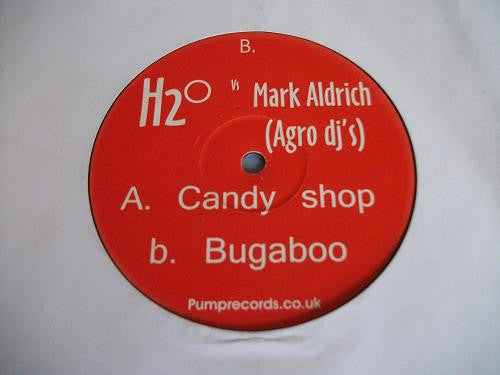 B.
H2O Vs Mark Aldrich
(Agro dj's)
A. Candy shop
b. Bugaboo
Pumprecords.co.uk